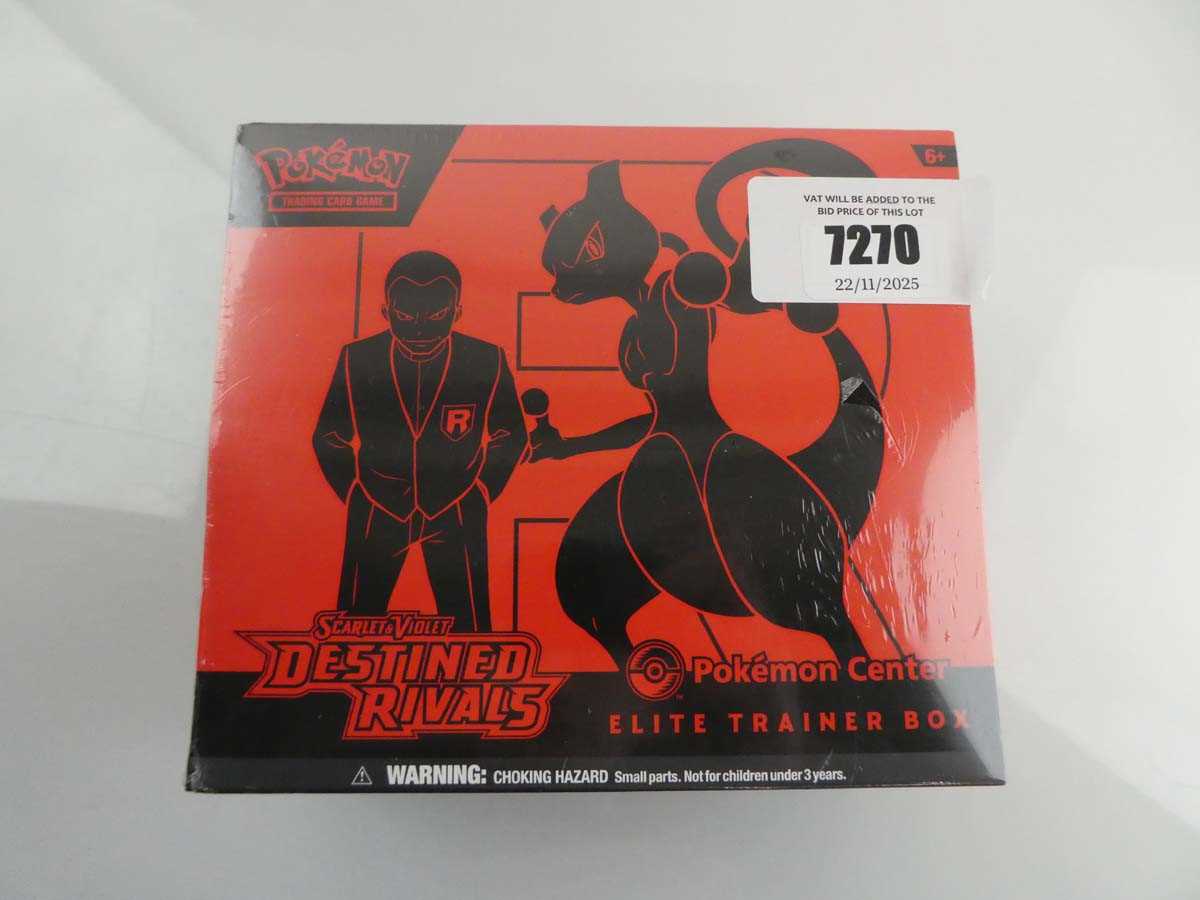 POKéMON
TRADING CARD GAME
6+
VAT WILL BE ADDED TO THE
BID PRICE OF THIS LOT
7270
22/11/2025
R
SCARLET & VIOLET
DESTINED
RIVALS
Pokémon Center
TM
ELITE TRAINER BOX
WARNING: CHOKING HAZARD Small parts. Not for children under 3 years.